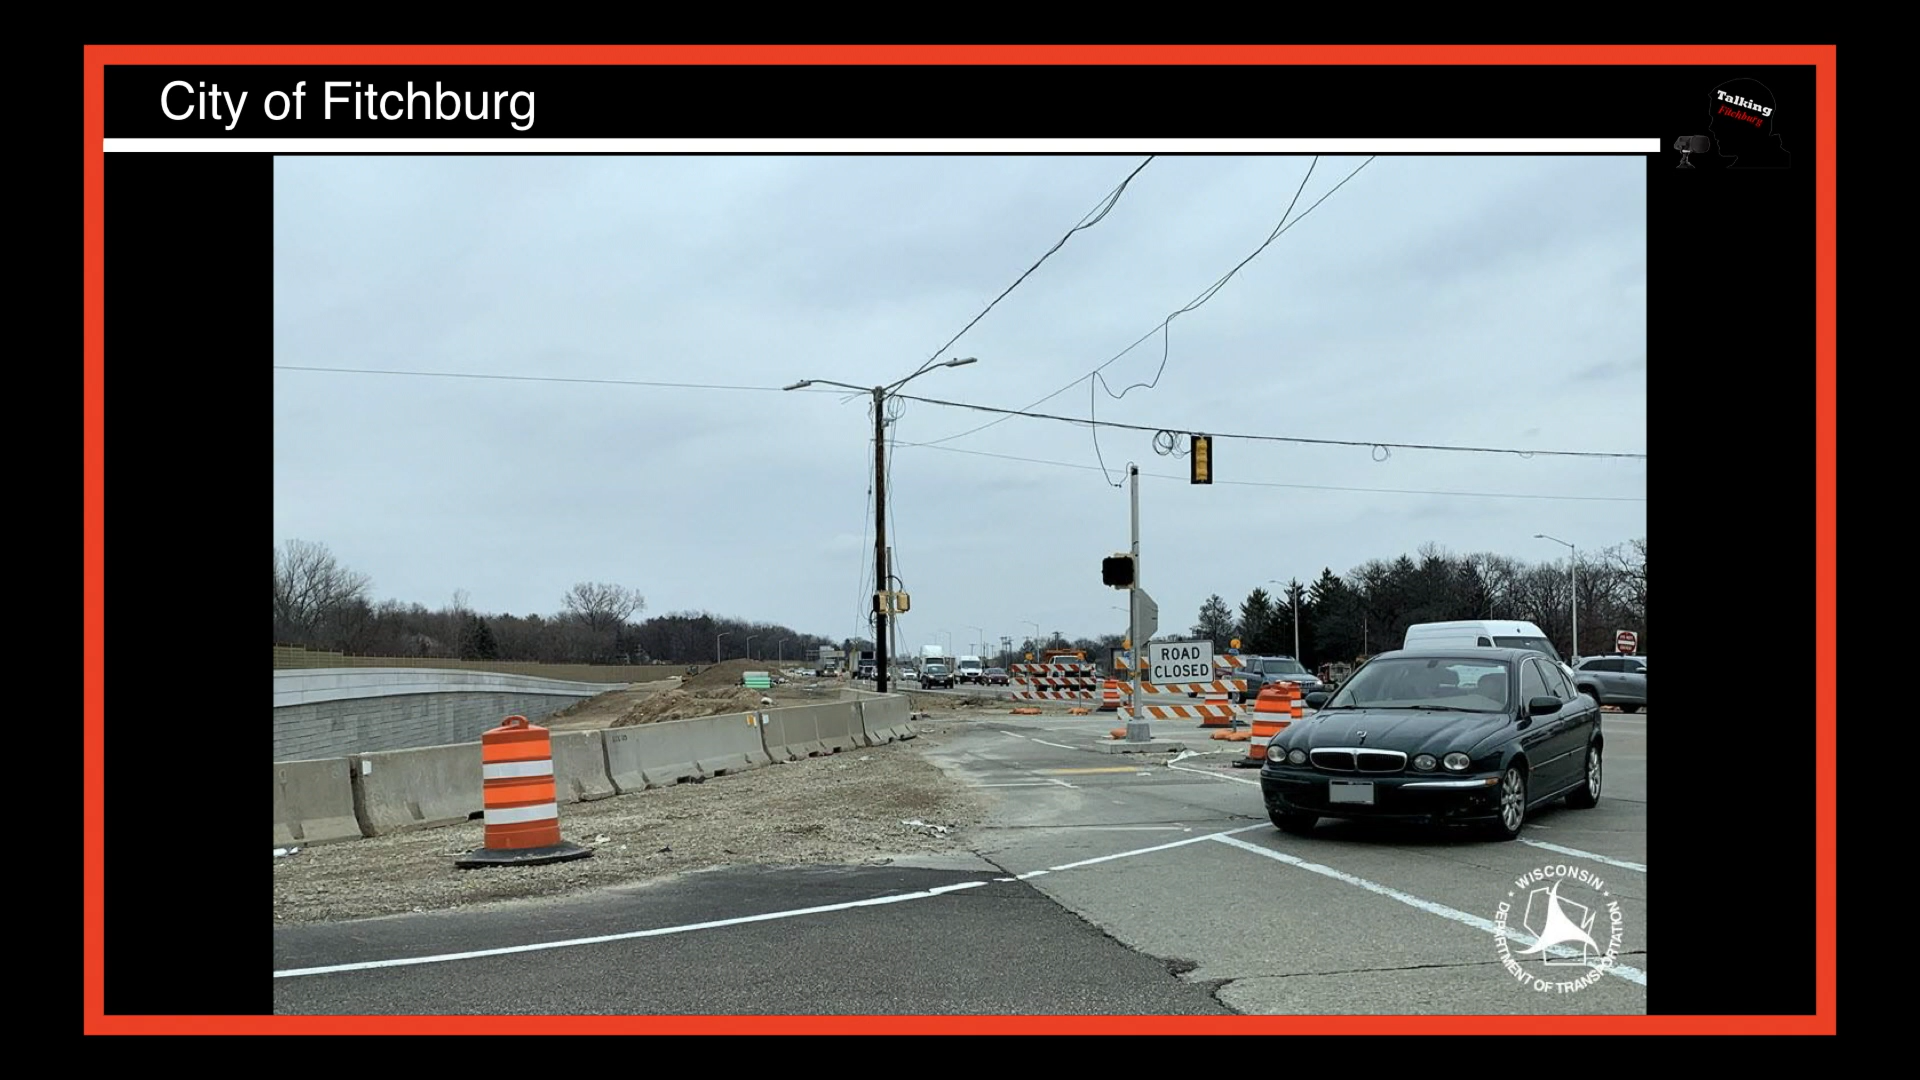 City of Fitchburg
Talking
Fitchburg
ROAD
CLOSED
WISCONSIN
DEPARTMENT OF TRANSPORTATION